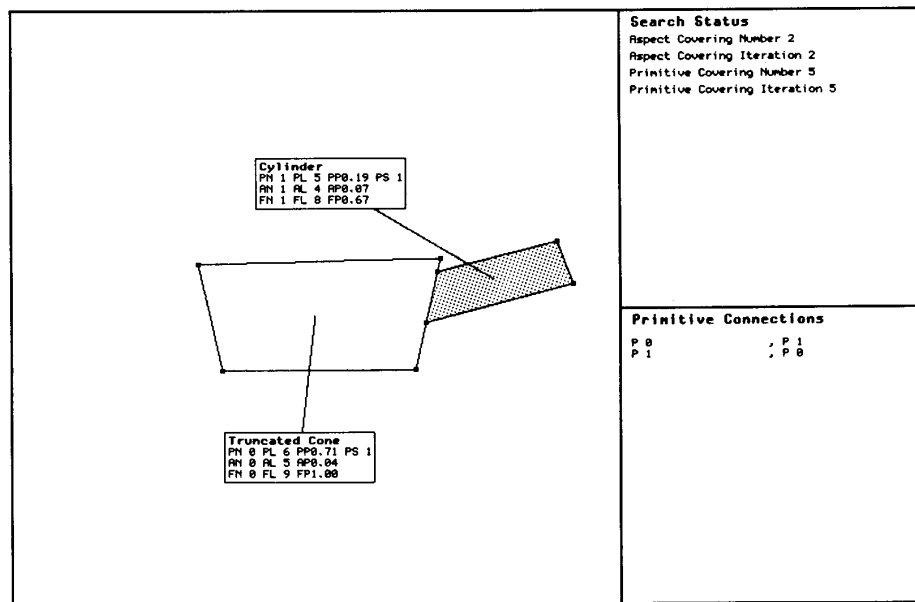 Search Status
Aspect Covering Number 2
Aspect Covering Iteration 2
Primitive Covering Number 5
Primitive Covering Iteration 5
Cylinder
PN 1 PL 5 PP0.19 PS 1
AN 1 AL 4 AP0.07
FN 1 FL 8 FP0.67
Primitive Connections
P 0 , P 1
P 1 , P 0
Truncated Cone
PN 0 PL 6 PP0.71 PS 1
AN 0 AL 5 AP0.04
FN 0 FL 9 FP1.00